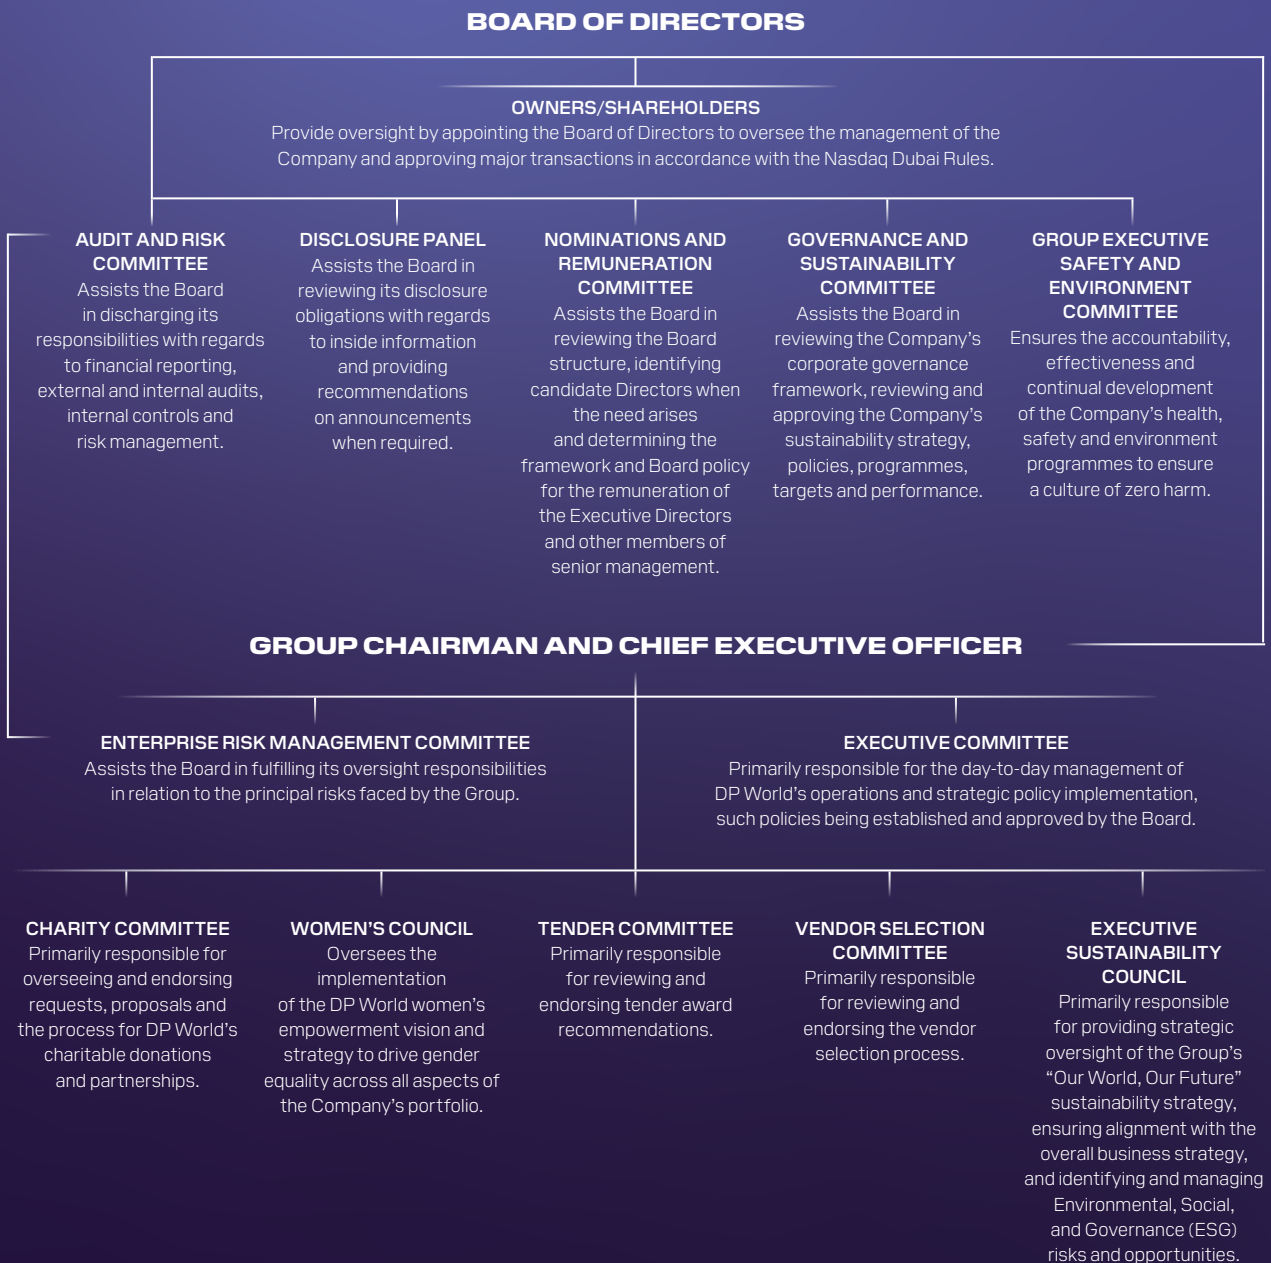 BOARD OF DIRECTORS
OWNERS/SHAREHOLDERS
Provide oversight by appointing the Board of Directors to oversee the management of the
Company and approving major transactions in accordance with the Nasdaq Dubai Rules.
AUDIT AND RISK
COMMITTEE
Assists the Board
in discharging its
responsibilities with regards
to financial reporting,
external and internal audits,
internal controls and
risk management.
DISCLOSURE PANEL
Assists the Board in
reviewing its disclosure
obligations with regards
to inside information
and providing
recommendations
on announcements
when required.
NOMINATIONS AND
REMUNERATION
COMMITTEE
Assists the Board in
reviewing the Board
structure, identifying
candidate Directors when
the need arises
and determining the
framework and Board policy
for the remuneration of
the Executive Directors
and other members of
senior management.
GOVERNANCE AND
SUSTAINABILITY
COMMITTEE
Assists the Board in
reviewing the Company's
corporate governance
framework, reviewing and
approving the Company's
sustainability strategy,
policies, programmes,
targets and performance.
GROUP EXECUTIVE
SAFETY AND
ENVIRONMENT
COMMITTEE
Ensures the accountability,
effectiveness and
continual development
of the Company's health,
safety and environment
programmes to ensure
a culture of zero harm.
GROUP CHAIRMAN AND CHIEF EXECUTIVE OFFICER
ENTERPRISE RISK MANAGEMENT COMMITTEE
Assists the Board in fulfilling its oversight responsibilities
in relation to the principal risks faced by the Group.
EXECUTIVE COMMITTEE
Primarily responsible for the day-to-day management of
DP World's operations and strategic policy implementation,
such policies being established and approved by the Board.
CHARITY COMMITTEE
Primarily responsible for
overseeing and endorsing
requests, proposals and
the process for DP World's
charitable donations
and partnerships.
WOMEN'S COUNCIL
Oversees the
implementation
of the DP World women's
empowerment vision and
strategy to drive gender
equality across all aspects of
the Company's portfolio.
TENDER COMMITTEE
Primarily responsible
for reviewing and
endorsing tender award
recommendations.
VENDOR SELECTION
COMMITTEE
Primarily responsible
for reviewing and
endorsing the vendor
selection process.
EXECUTIVE
SUSTAINABILITY
COUNCIL
Primarily responsible
for providing strategic
oversight of the Group's
"Our World, Our Future"
sustainability strategy,
ensuring alignment with the
overall business strategy,
and identifying and managing
Environmental, Social,
and Governance (ESG)
risks and opportunities.